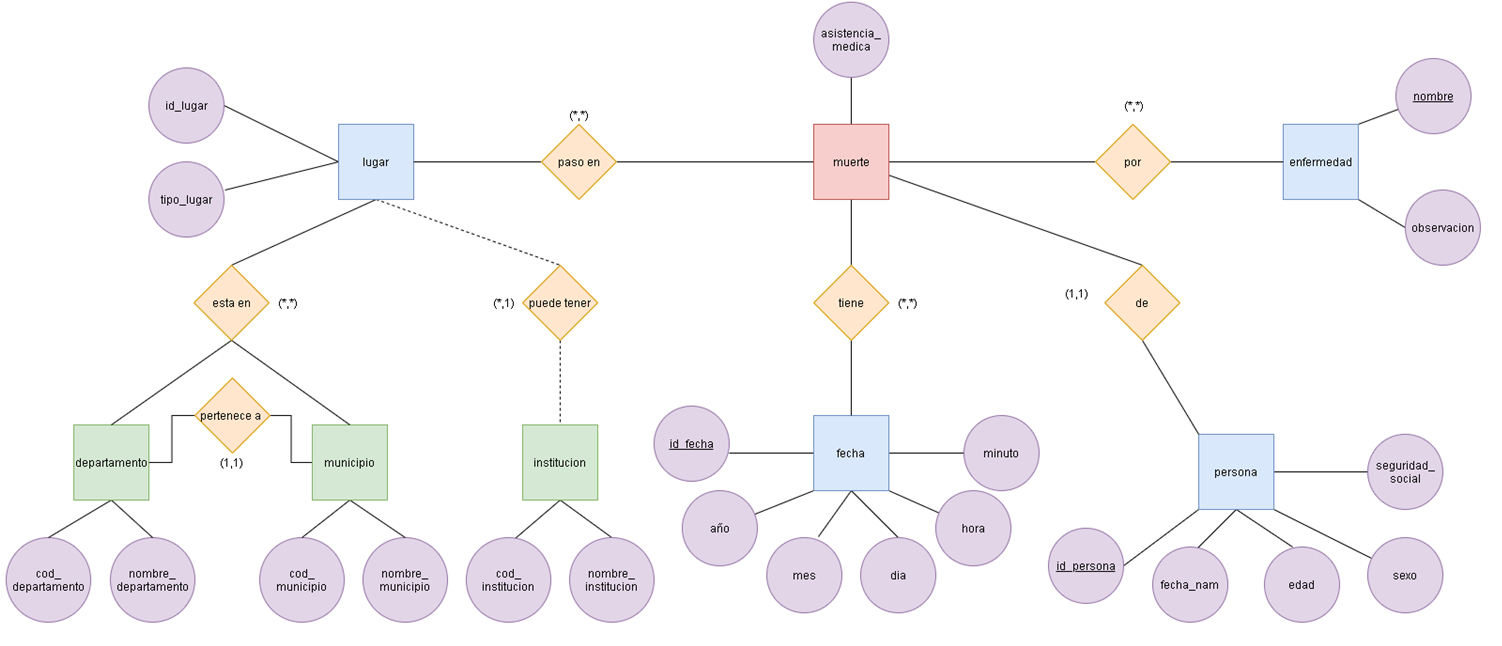 asistencia_
medica
id_lugar
nombre
(*,*)
(*,*)
lugar
paso en
muerte
por
enfermedad
tipo_lugar
observacion
esta en
(*,*)
(*,1)
puede tener
tiene
(*,*)
(1,1)
de
pertenece a
(1,1)
departamento
municipio
institucion
id_fecha
fecha
minuto
persona
seguridad_
social
año
hora
mes
dia
id_persona
fecha_nam
edad
sexo
cod_
departamento
nombre_
departamento
cod_
municipio
nombre_
municipio
cod_
institucion
nombre_
institucion